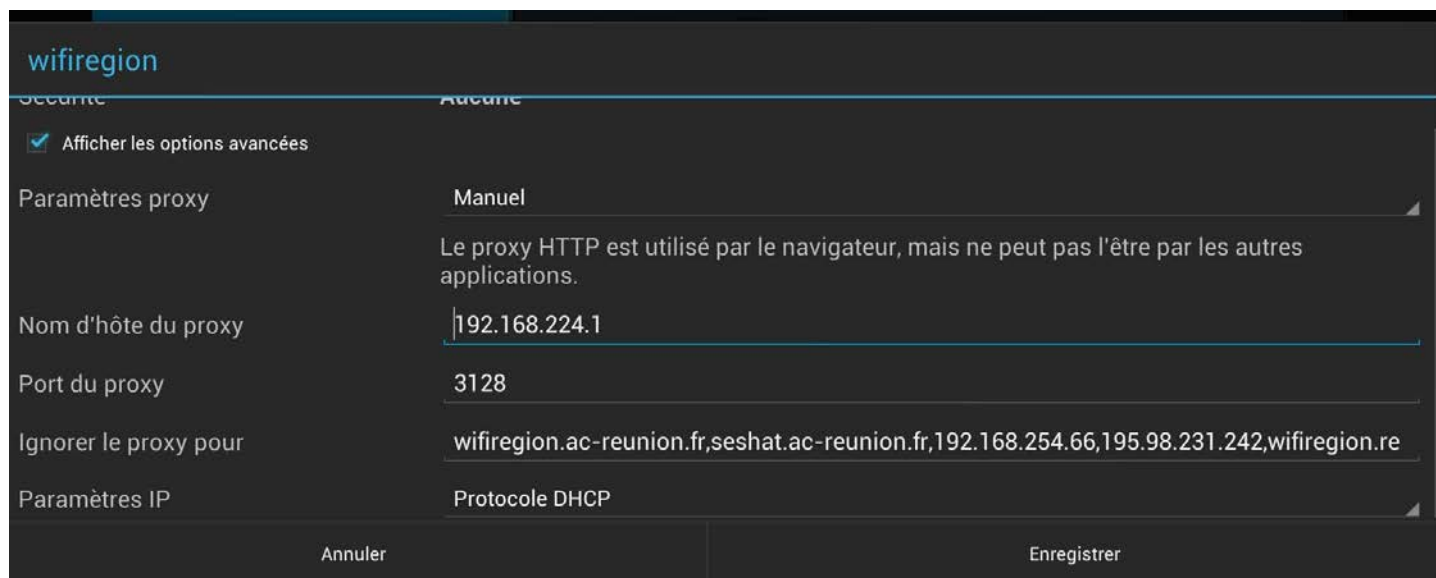 wifiregion
Sécurité Aucune
Afficher les options avancées
Paramètres proxy Manuel
Le proxy HTTP est utilisé par le navigateur, mais ne peut pas l'être par les autres
applications.
Nom d'hôte du proxy 192.168.224.1
Port du proxy 3128
Ignorer le proxy pour wifiregion.ac-reunion.fr,seshat.ac-reunion.fr,192.168.254.66,195.98.231.242,wifiregion.re
Paramètres IP Protocole DHCP
Annuler Enregistrer